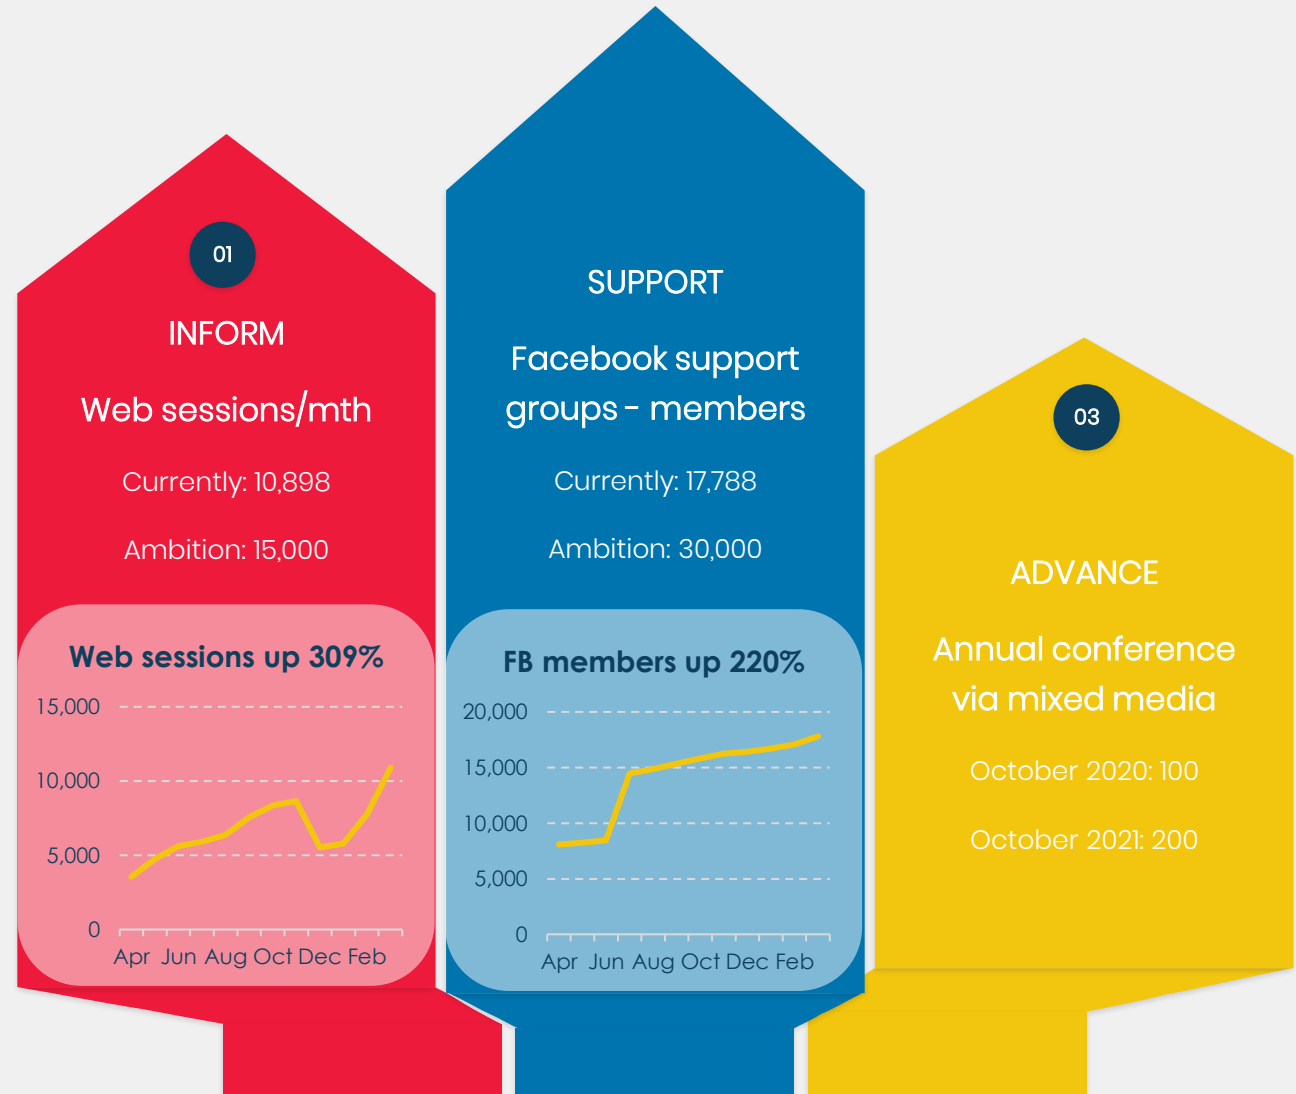 01
INFORM
Web sessions/mth
Currently: 10,898
Ambition: 15,000
Web sessions up 309%
15,000
10,000
5,000
0
Apr Jun Aug Oct Dec Feb
SUPPORT
Facebook support
groups - members
Currently: 17,788
Ambition: 30,000
FB members up 220%
20,000
15,000
10,000
5,000
0
Apr Jun Aug Oct Dec Feb
03
ADVANCE
Annual conference
via mixed media
October 2020: 100
October 2021: 200